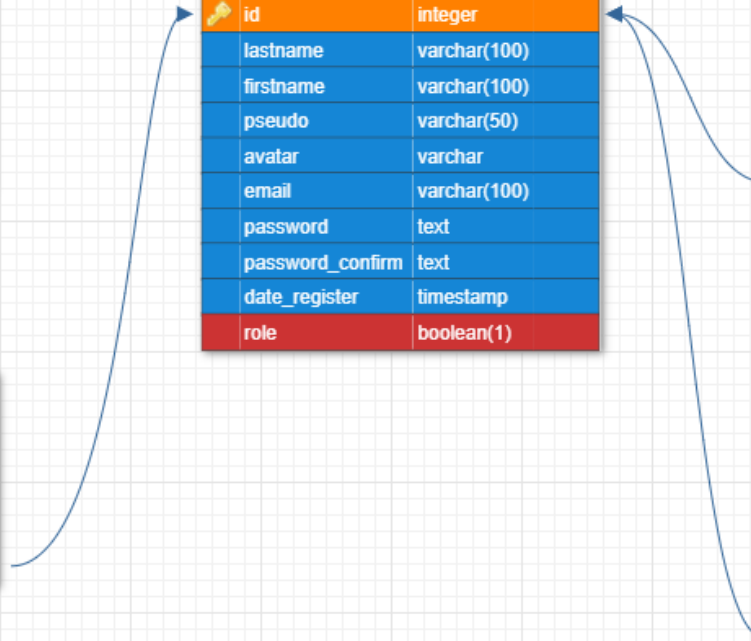 id integer
lastname varchar(100)
firstname varchar(100)
pseudo varchar(50)
avatar varchar
email varchar(100)
password text
password_confirm text
date_register timestamp
role boolean(1)